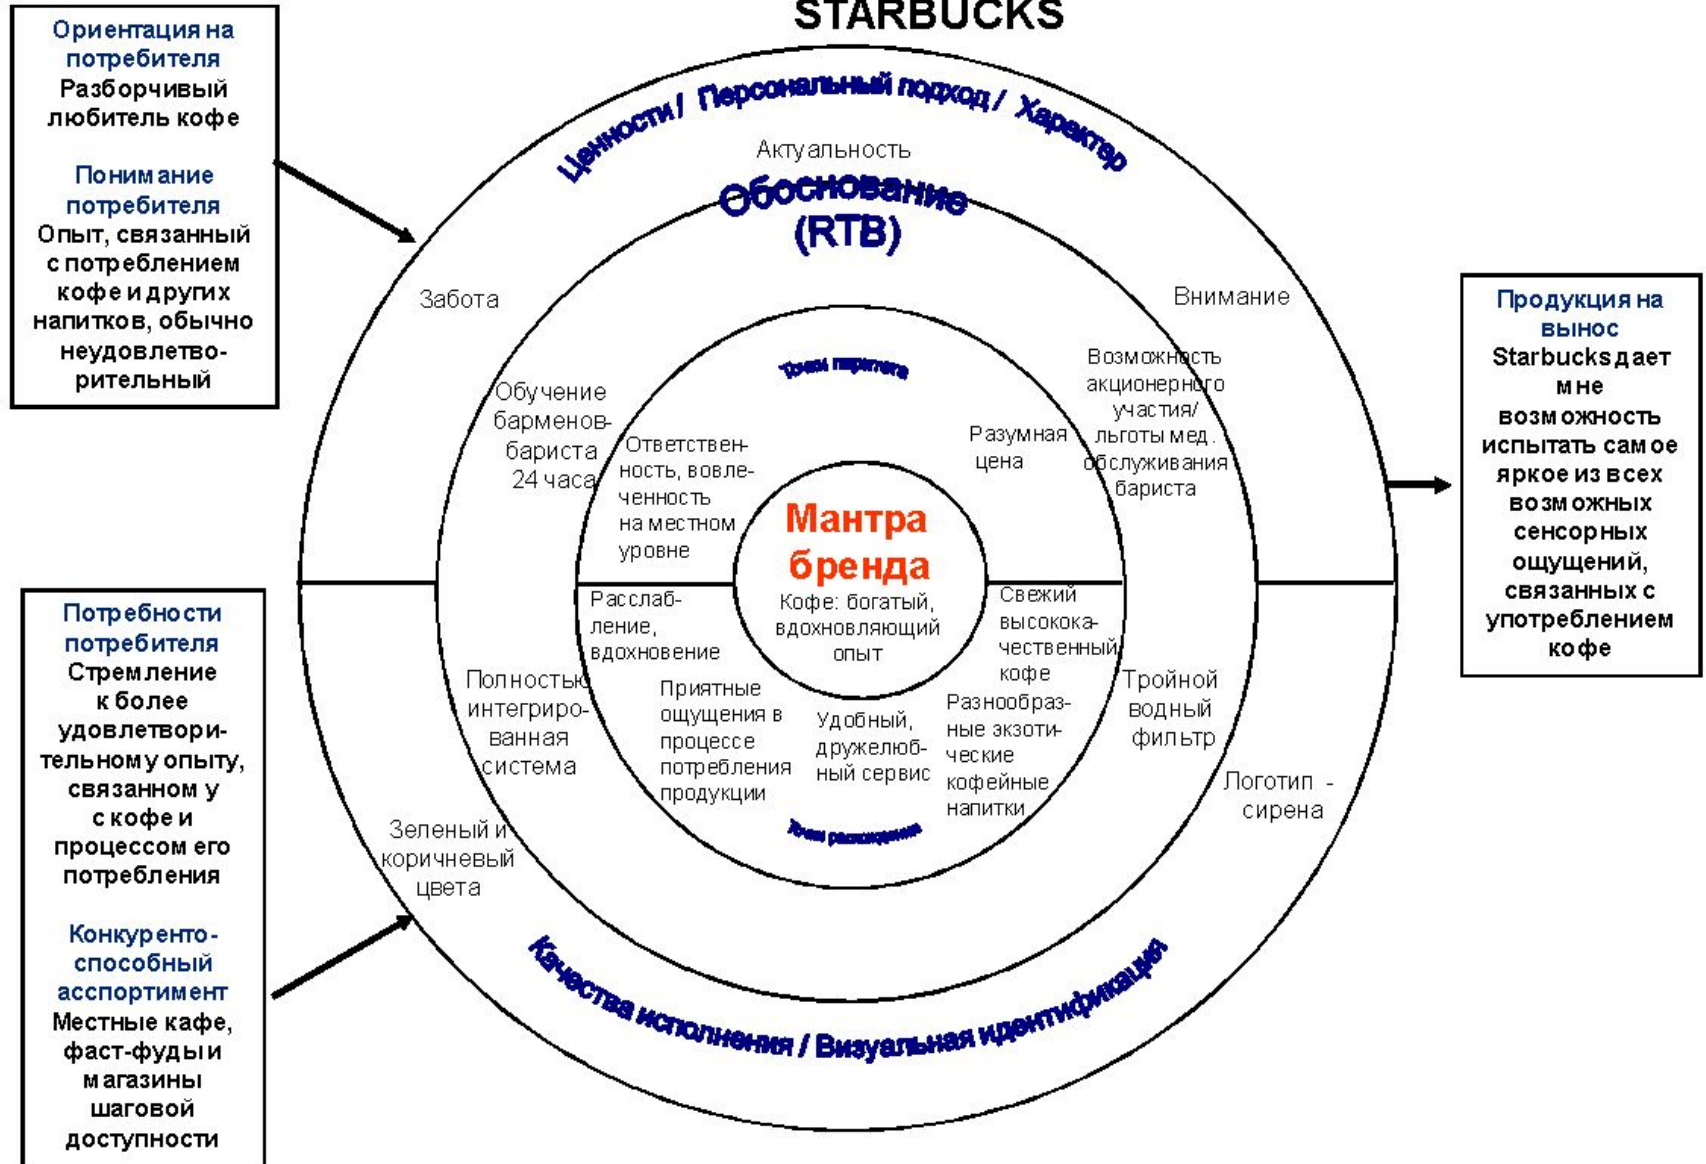 STARBUCKS
Ориентация на
потребителя
Разборчивый
любитель кофе
Понимание
потребителя
Опыт, связанный
с потреблением
кофе и других
напитков, обычно
неудовлетво-
рительный
Потребности
потребителя
Стремление
к более
удовлетвори-
тельному опыту,
связанном у
с кофе и
процессом его
потребления
Конкуренто-
способный
асспортимент
Местные кафе,
фаст-фуды и
магазины
шаговой
доступности
Ценности / Персональный подход / Характер
Актуальность
Забота
Внимание
Обоснование
(RTB)
Обучение
барменов-
бариста
24 часа
Возможность
акционерного
участия/
льготы мед.
обслуживания
бариста
Точки паритета
Ответствен-
ность, вовле-
ченность
на местном
уровне
Разумная
цена
Мантра
бренда
Кофе: богатый,
вдохновляющий
опыт
Расслаб-
ление,
вдохновение
Приятные
ощущения в
процессе
потребления
продукции
Удобный,
дружелюб-
ный сервис
Свежий
высокока-
чественный
кофе
Разнообраз-
ные экзоти-
ческие
кофейные
напитки
Точки расхождения
Полностью
интегриро-
ванная
система
Тройной
водный
фильтр
Зеленый и
коричневый
цвета
Логотип -
сирена
Качества исполнения / Визуальная идентификация
Продукция на
вынос
Starbucks дает
мне
возможность
испытать самое
яркое из всех
возможных
сенсорных
ощущений,
связанных с
употреблением
кофе